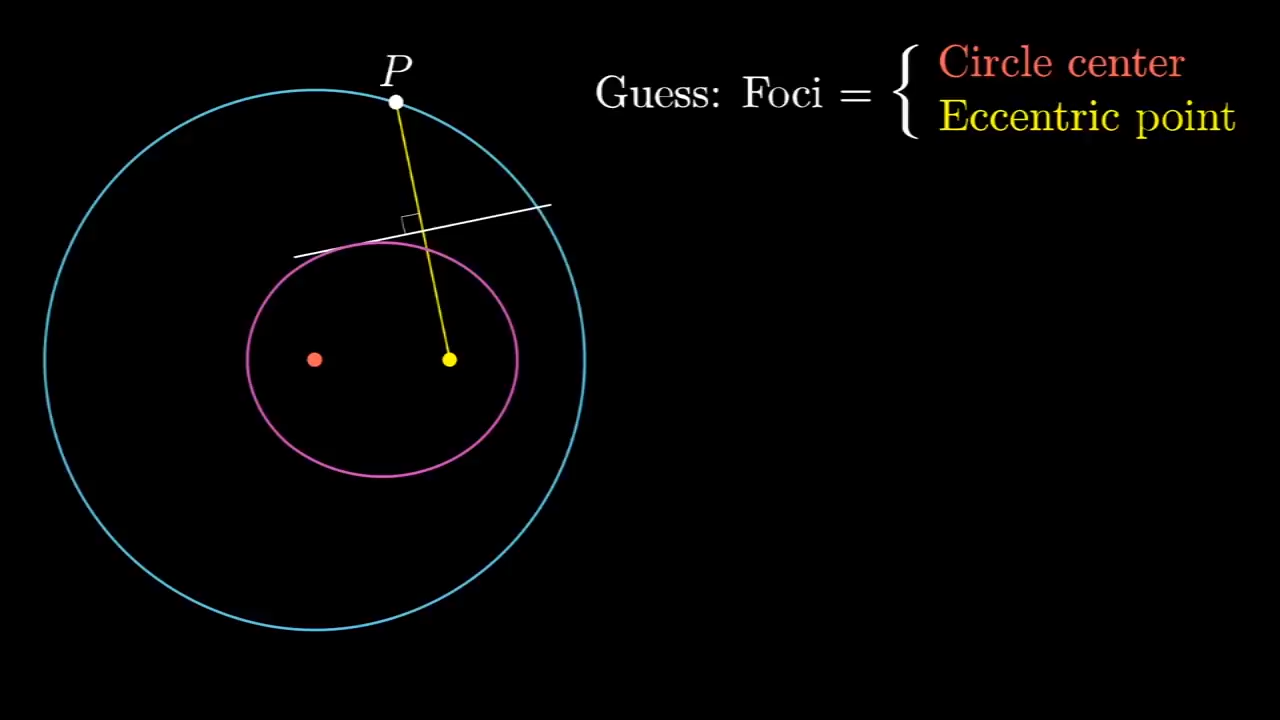 P
Guess: Foci = { Circle center
Eccentric point